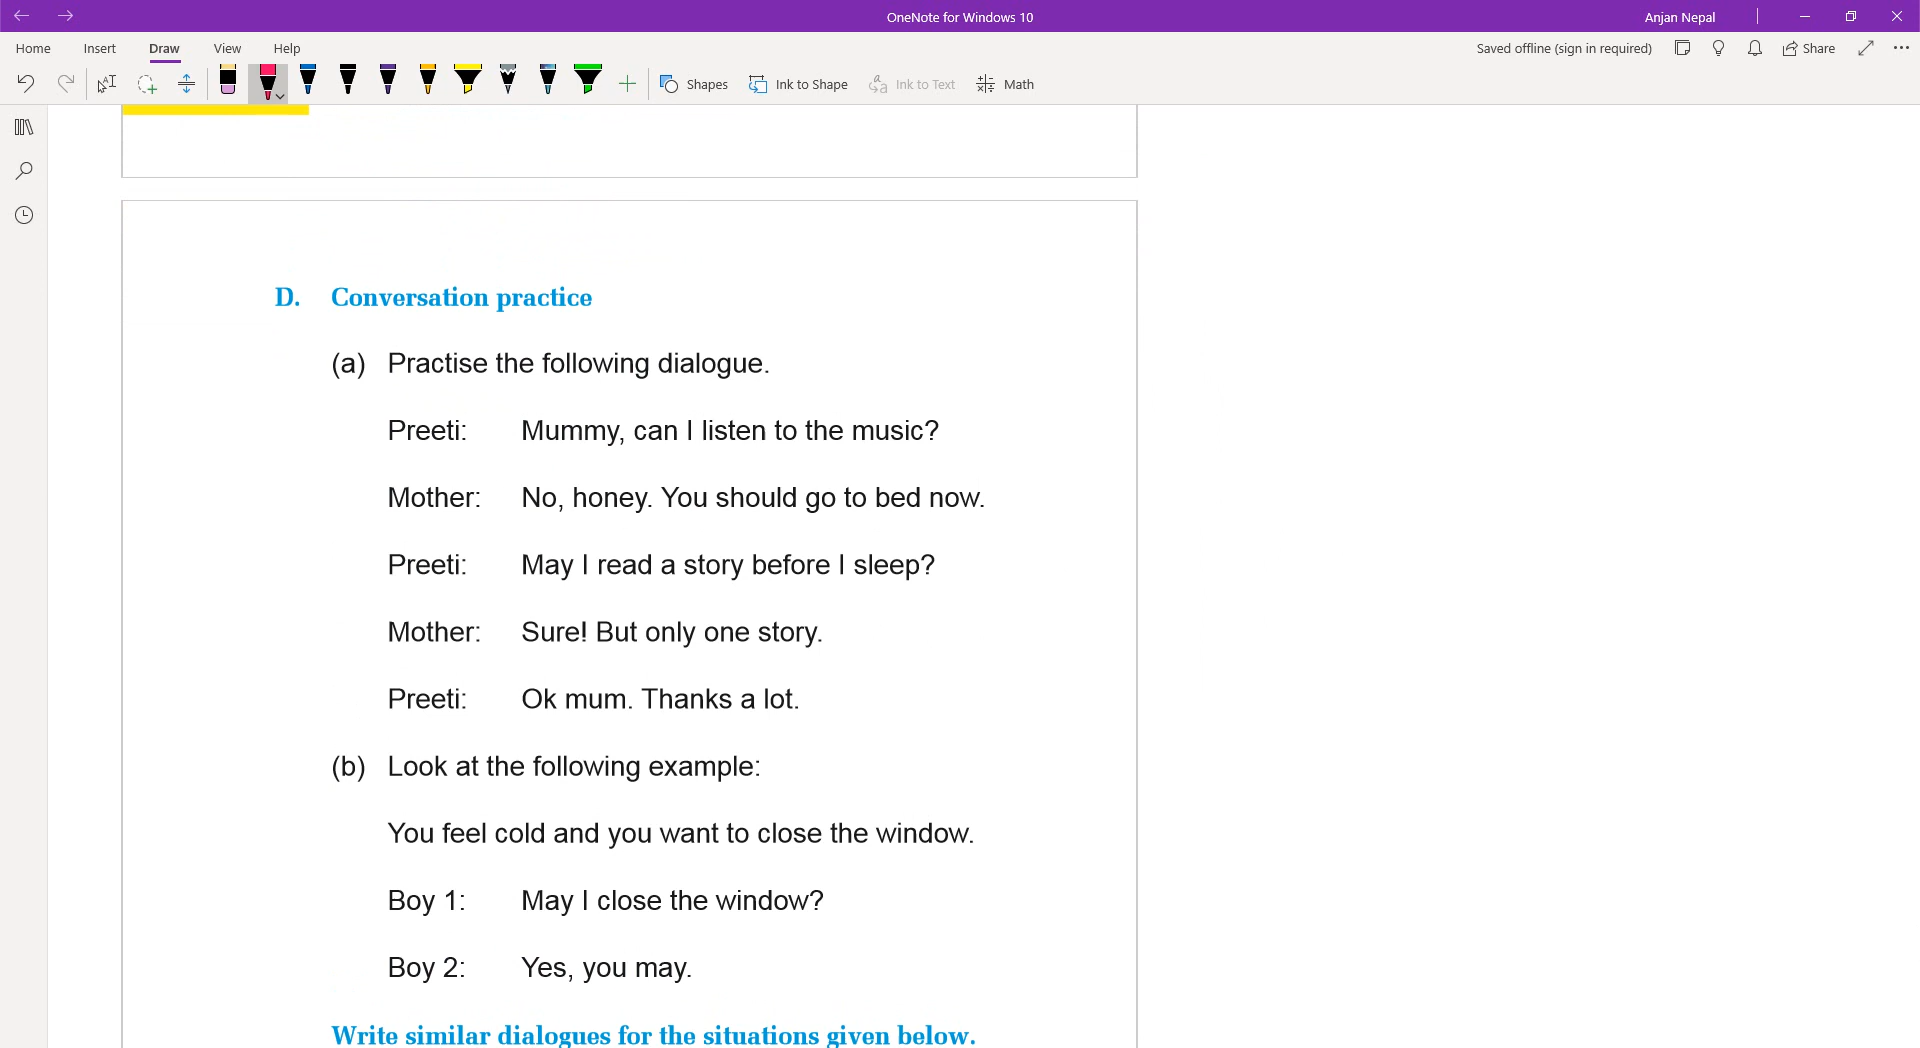 OneNote for Windows 10
Anjan Nepal
Home Insert Draw View Help
Saved offline (sign in required)
Share
Shapes
Ink to Shape
Ink to Text
Math
D. Conversation practice
(a) Practise the following dialogue.
Preeti: Mummy, can I listen to the music?
Mother: No, honey. You should go to bed now.
Preeti: May I read a story before I sleep?
Mother: Sure! But only one story.
Preeti: Ok mum. Thanks a lot.
(b) Look at the following example:
You feel cold and you want to close the window.
Boy 1: May I close the window?
Boy 2: Yes, you may.
Write similar dialogues for the situations given below.